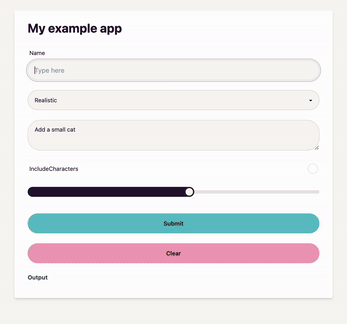 My example app
Name
Type here
Realistic
Add a small cat
IncludeCharacters
Submit
Clear
Output